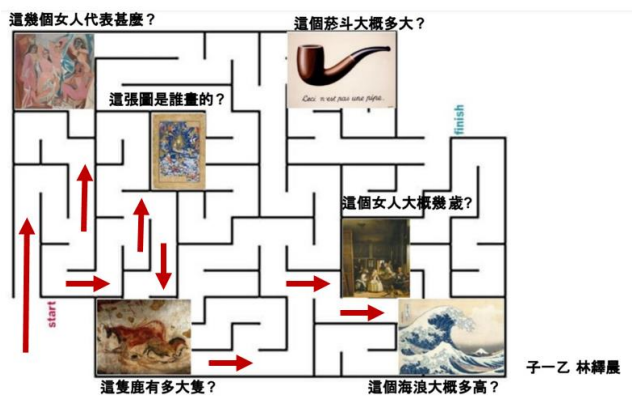 這幾個女人代表甚麼?
這個菸斗大概多大?
Ceci n'est pas une pipe.
這張圖是誰畫的?
finish
這個女人大概幾歲?
start
子一乙 林鐸晨
這隻鹿有多大隻?
這個海浪大概多高?